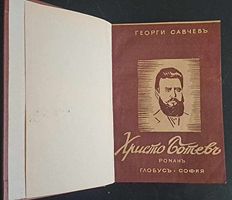 ГЕОРГИ САВЧЕВЪ
Христо Ботевъ
РОМАНЪ
ГЛОБУСЪ - СОФИЯ